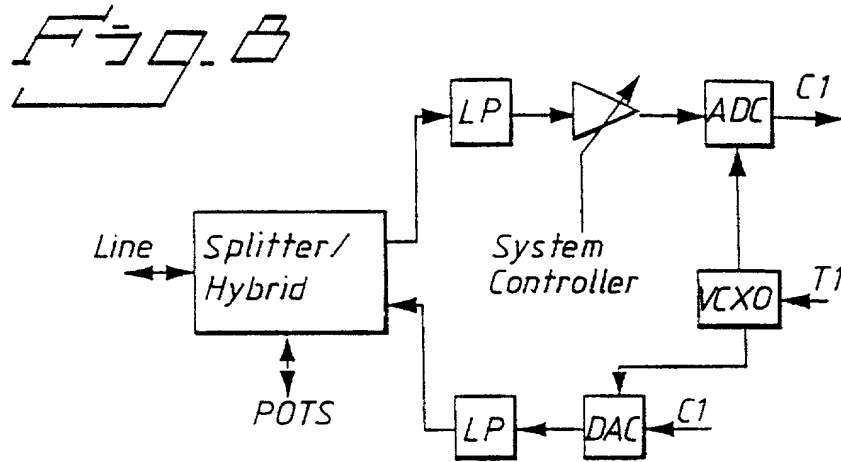 Fig. 8
C1
LP
ADC
Line
Splitter/
Hybrid
System
Controller
VCXO
T1
POTS
LP
DAC
C1